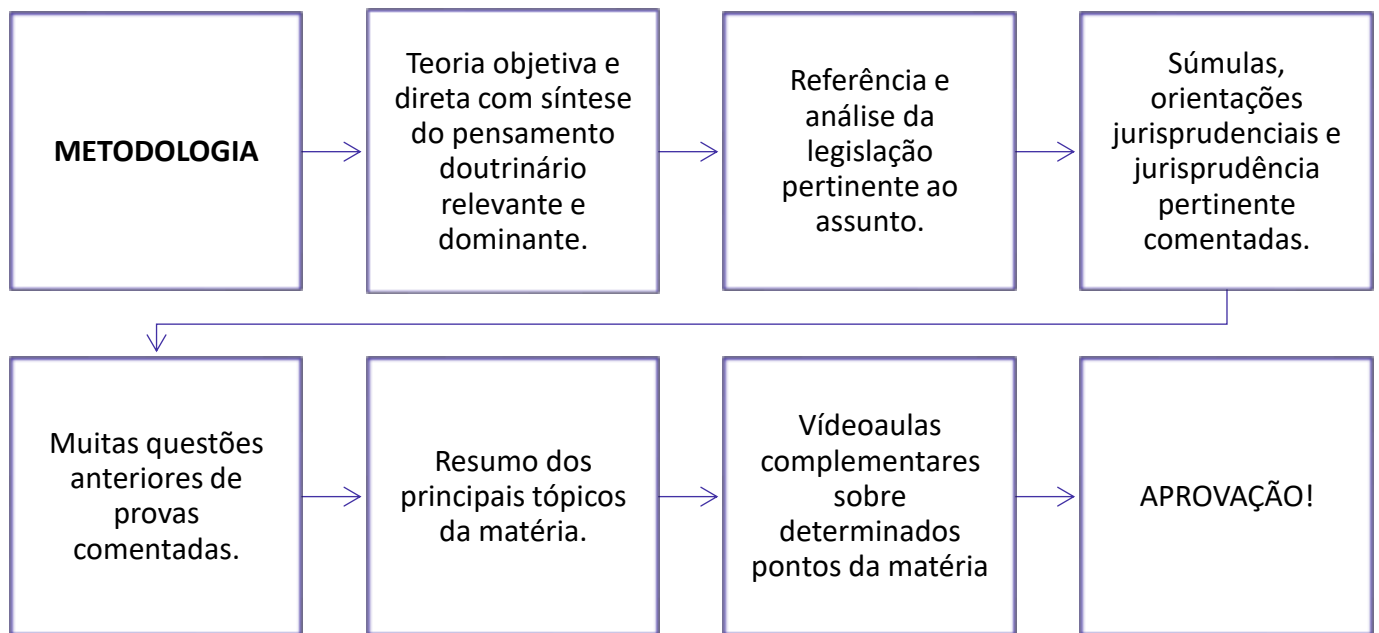 METODOLOGIA
Teoria objetiva e
direta com síntese
do pensamento
doutrinário
relevante e
dominante.
Referência e
análise da
legislação
pertinente ao
assunto.
Súmulas,
orientações
jurisprudenciais e
jurisprudência
pertinente
comentadas.
Muitas questões
anteriores de
provas
comentadas.
Resumo dos
principais tópicos
da matéria.
Vídeoaulas
complementares
sobre
determinados
pontos da matéria
APROVAÇÃO!